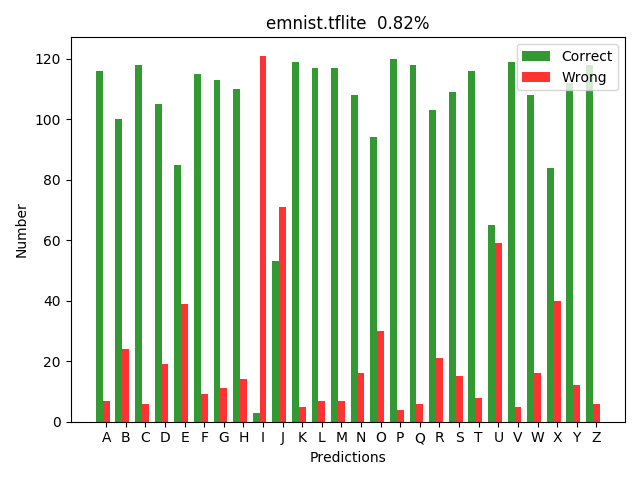 emnist.tflite 0.82%
120
100
80
60
40
20
0
Number
Correct
Wrong
A B C D E F G H I J K L M N O P Q R S T U V W X Y Z
Predictions